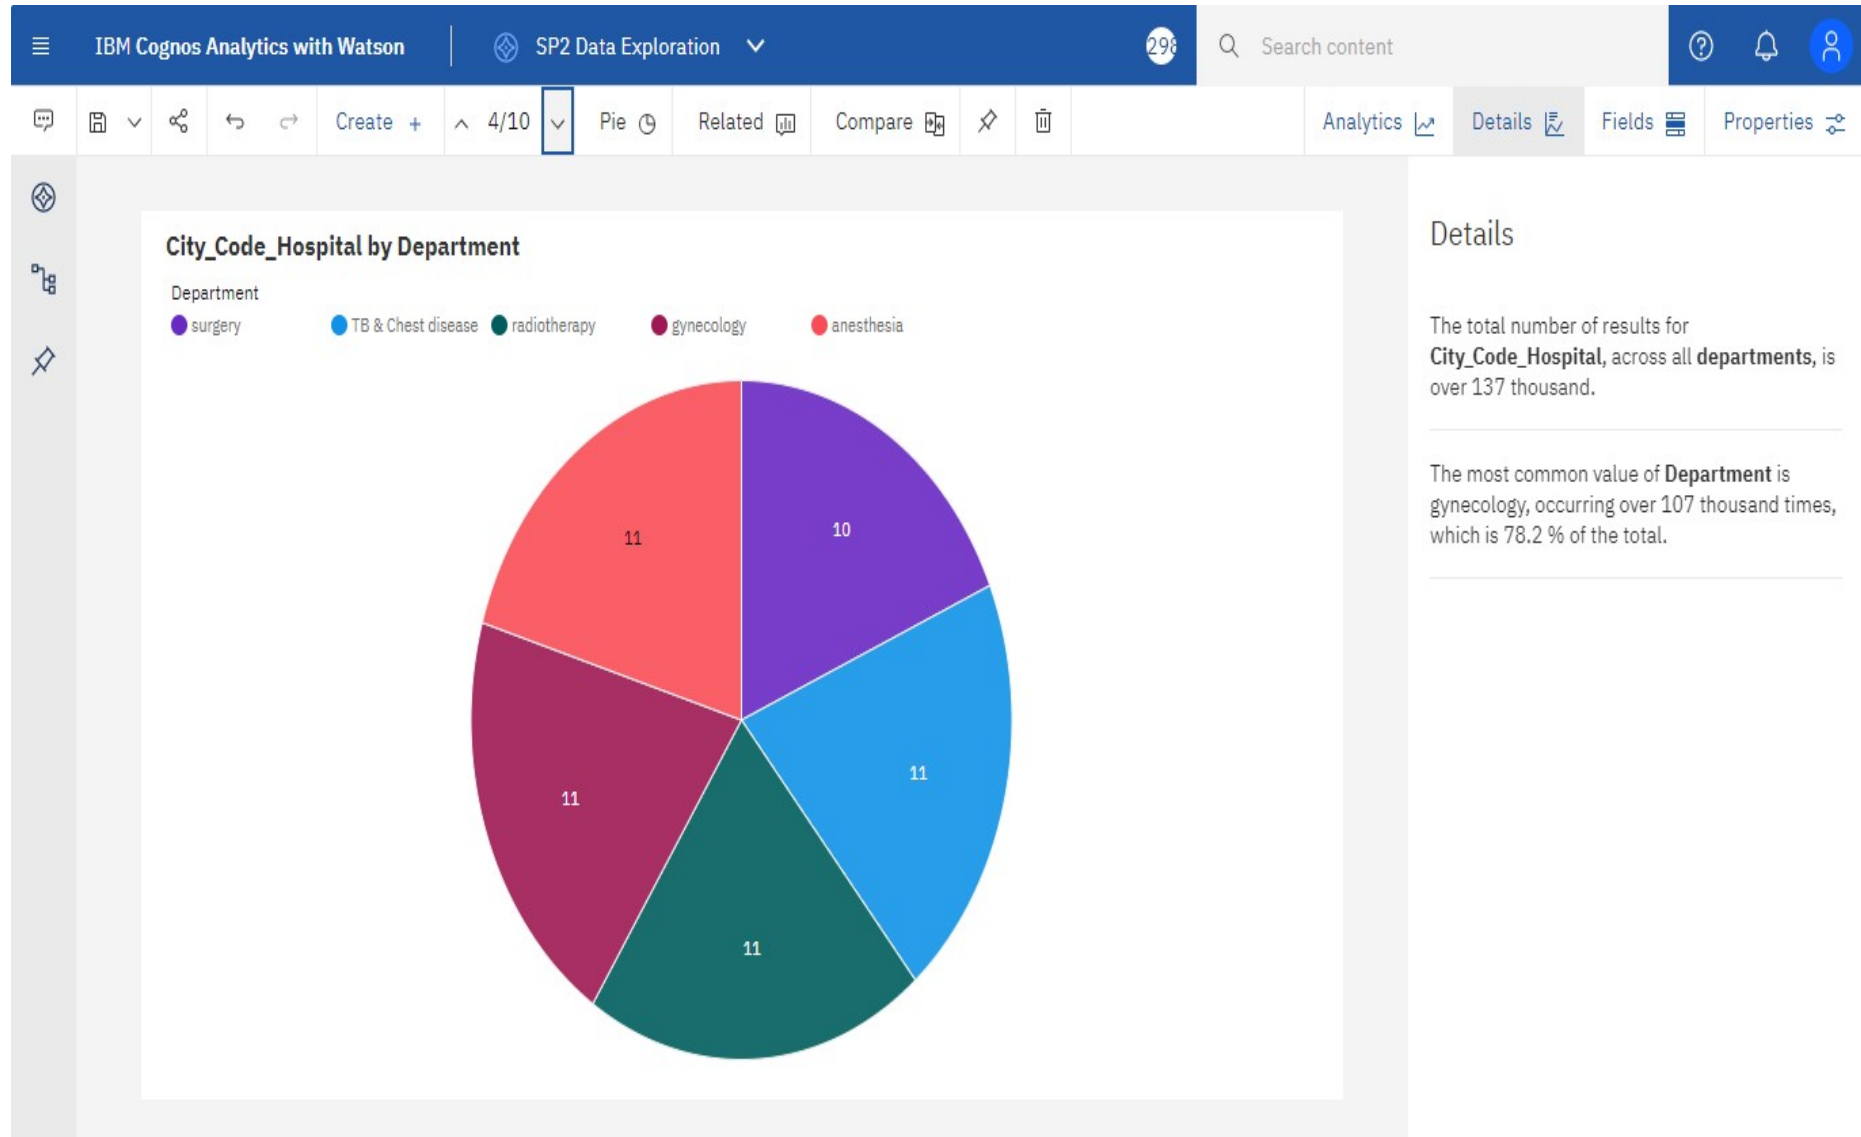 IBM Cognos Analytics with Watson
SP2 Data Exploration
298
Search content
Create +
4/10
Pie
Related
Compare
Analytics
Details
Fields
Properties
City_Code_Hospital by Department
Department
surgery
TB & Chest disease
radiotherapy
gynecology
anesthesia
11
10
11
11
11
Details
The total number of results for
City_Code_Hospital, across all departments, is
over 137 thousand.
The most common value of Department is
gynecology, occurring over 107 thousand times,
which is 78.2 % of the total.